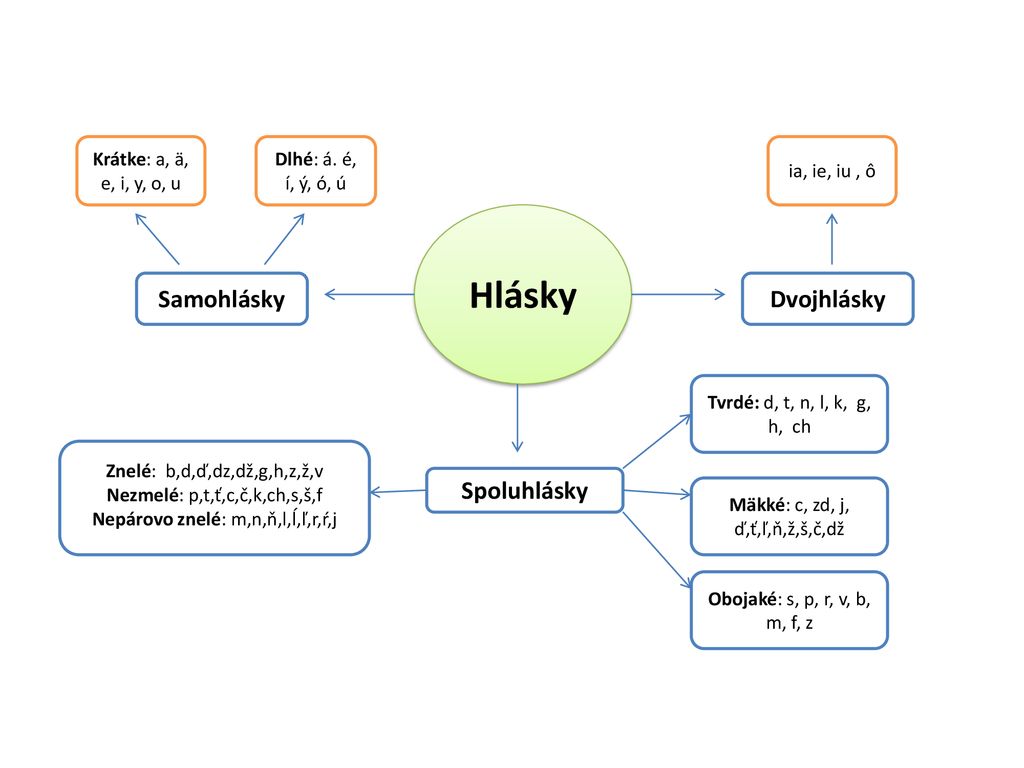 Krátke: a, ä,
e, i, y, o, u
Dlhé: á. é,
í, ý, ó, ú
ia, ie, iu , ô
Samohlásky
Hlásky
Dvojhlásky
Tvrdé: d, t, n, l, k,  g,
h,  ch
Znelé:  b,d,ď,dz,dž,g,h,z,ž,v
Nezmelé: p,t,ť,c,č,k,ch,s,š,f
Nepárovo znelé: m,n,ň,l,ĺ,ľ,r,ŕ,j
Spoluhlásky
Mäkké: c, zd, j,
ď,ť,ľ,ň,ž,š,č,dž
Obojaké: s, p, r, v, b,
m, f, z